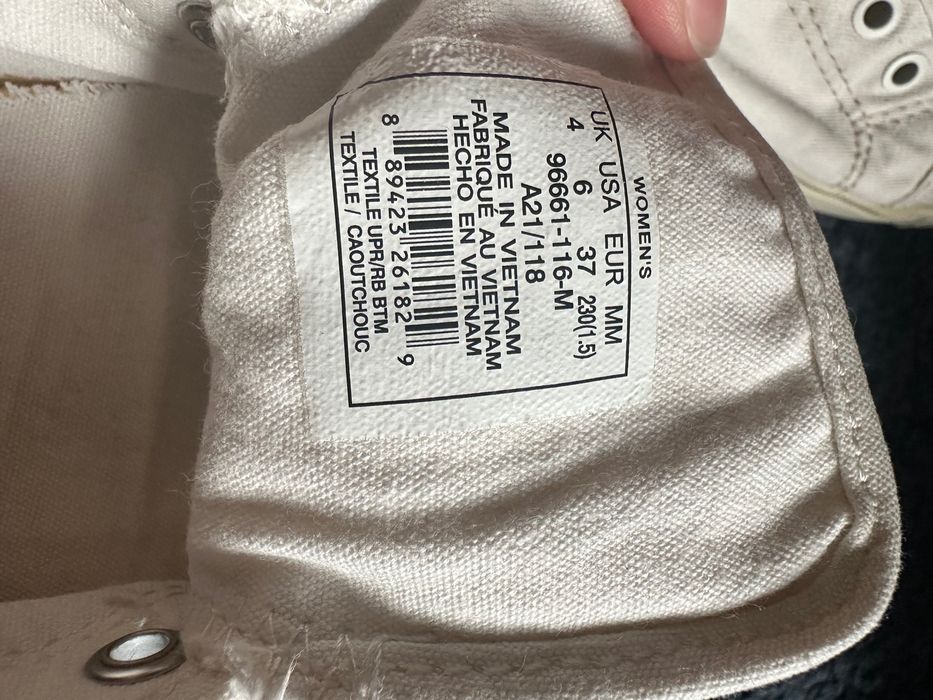 WOMEN'S
UK USA EUR MM
4 6 37 230(1.5)
96661-116-M
A21/118
MADE IN VIETNAM
FABRIQUÉ AU VIETNAM
HECHO EN VIETNAM
8 89423 26182 9
TEXTILE UPR/RB BTM
TEXTILE / CAOUTCHOUC